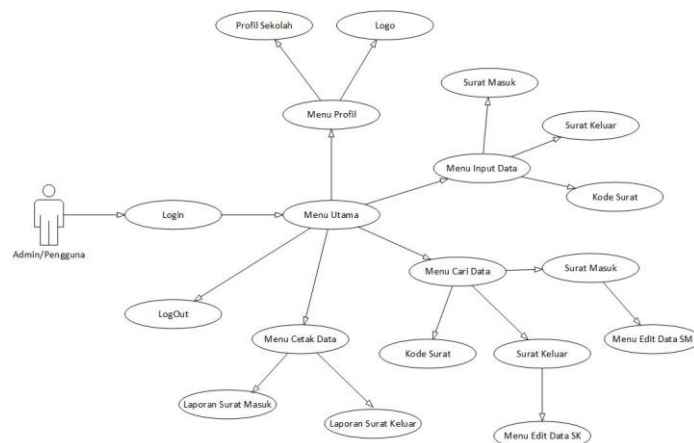 Profil Sekolah
Logo
Surat Masuk
Menu Profil
Surat Keluar
Menu Input Data
Kode Surat
Login
Menu Utama
Admin/Pengguna
Menu Cari Data
Surat Masuk
LogOut
Menu Cetak Data
Kode Surat
Surat Keluar
Menu Edit Data SM
Laporan Surat Masuk
Laporan Surat Keluar
Menu Edit Data SK